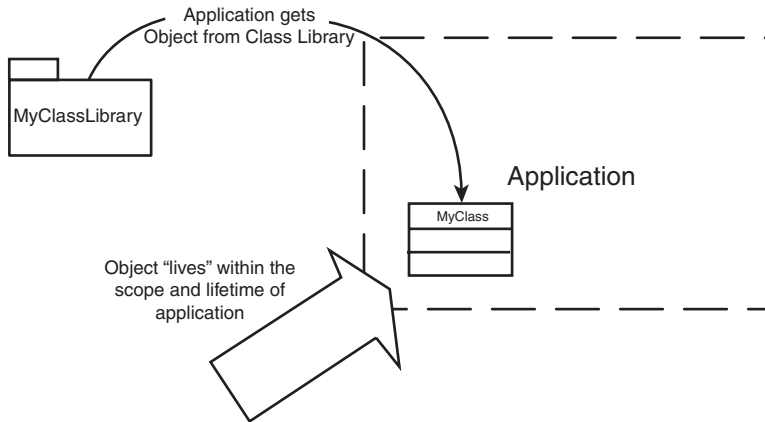 Application gets
Object from Class Library
MyClassLibrary
Application
MyClass
Object “lives” within the
scope and lifetime of
application